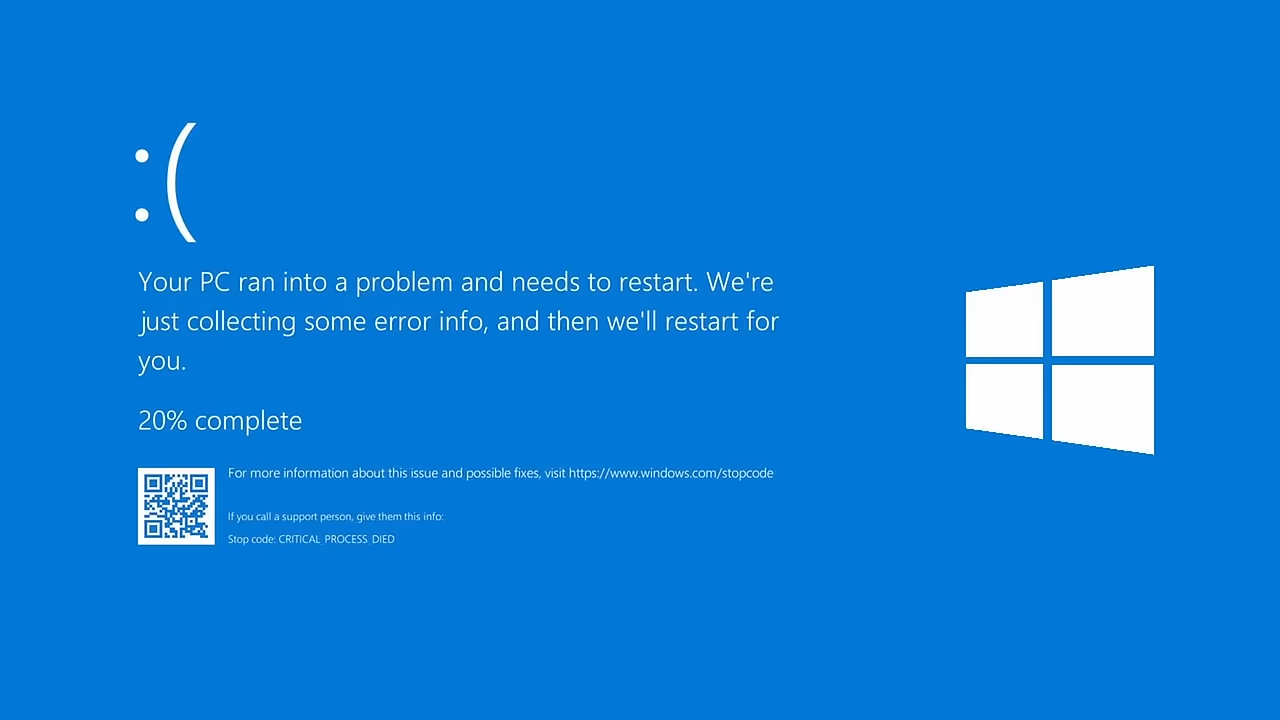 :(
Your PC ran into a problem and needs to restart. We're
just collecting some error info, and then we'll restart for
you.
20% complete
For more information about this issue and possible fixes, visit https://www.windows.com/stopcode
If you call a support person, give them this info:
Stop code: CRITICAL_PROCESS_DIED